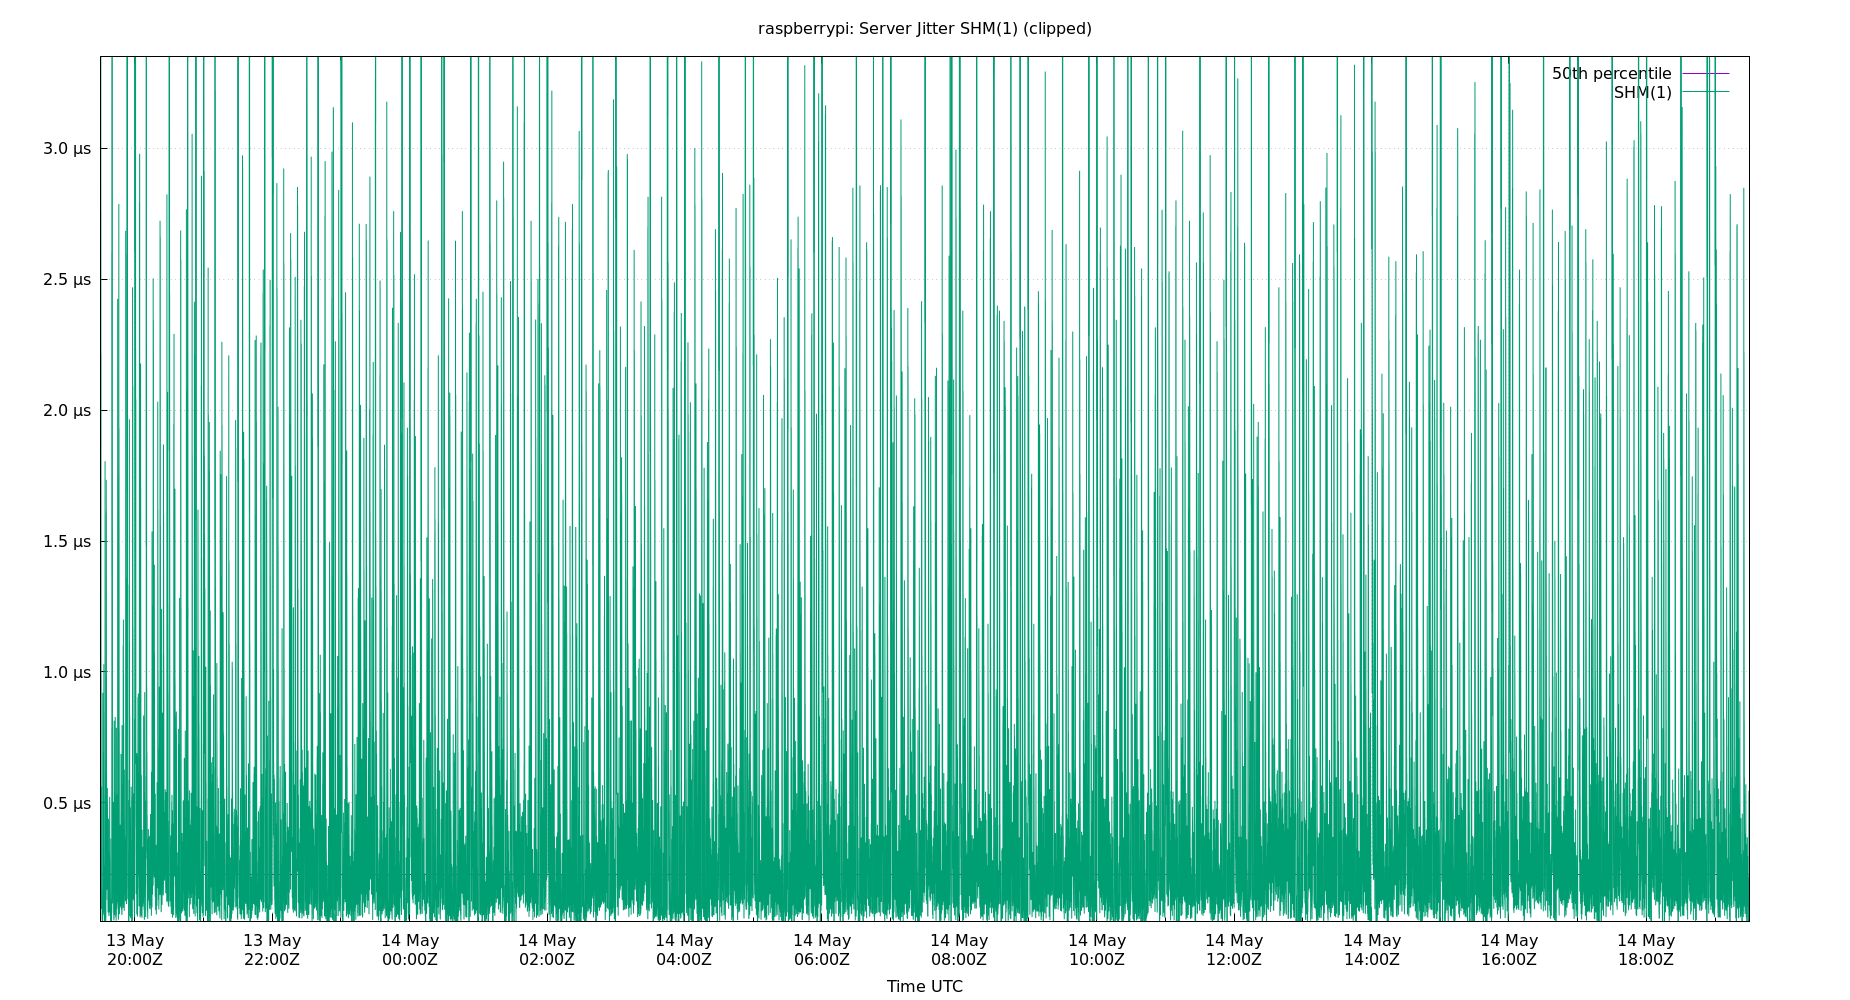 raspberrypi: Server Jitter SHM(1) (clipped)
50th percentile
SHM(1)
3.0 µs
2.5 µs
2.0 µs
1.5 µs
1.0 µs
0.5 µs
13 May 13 May 14 May 14 May 14 May 14 May 14 May 14 May 14 May 14 May 14 May 14 May
20:00Z 22:00Z 00:00Z 02:00Z 04:00Z 06:00Z 08:00Z 10:00Z 12:00Z 14:00Z 16:00Z 18:00Z
Time UTC